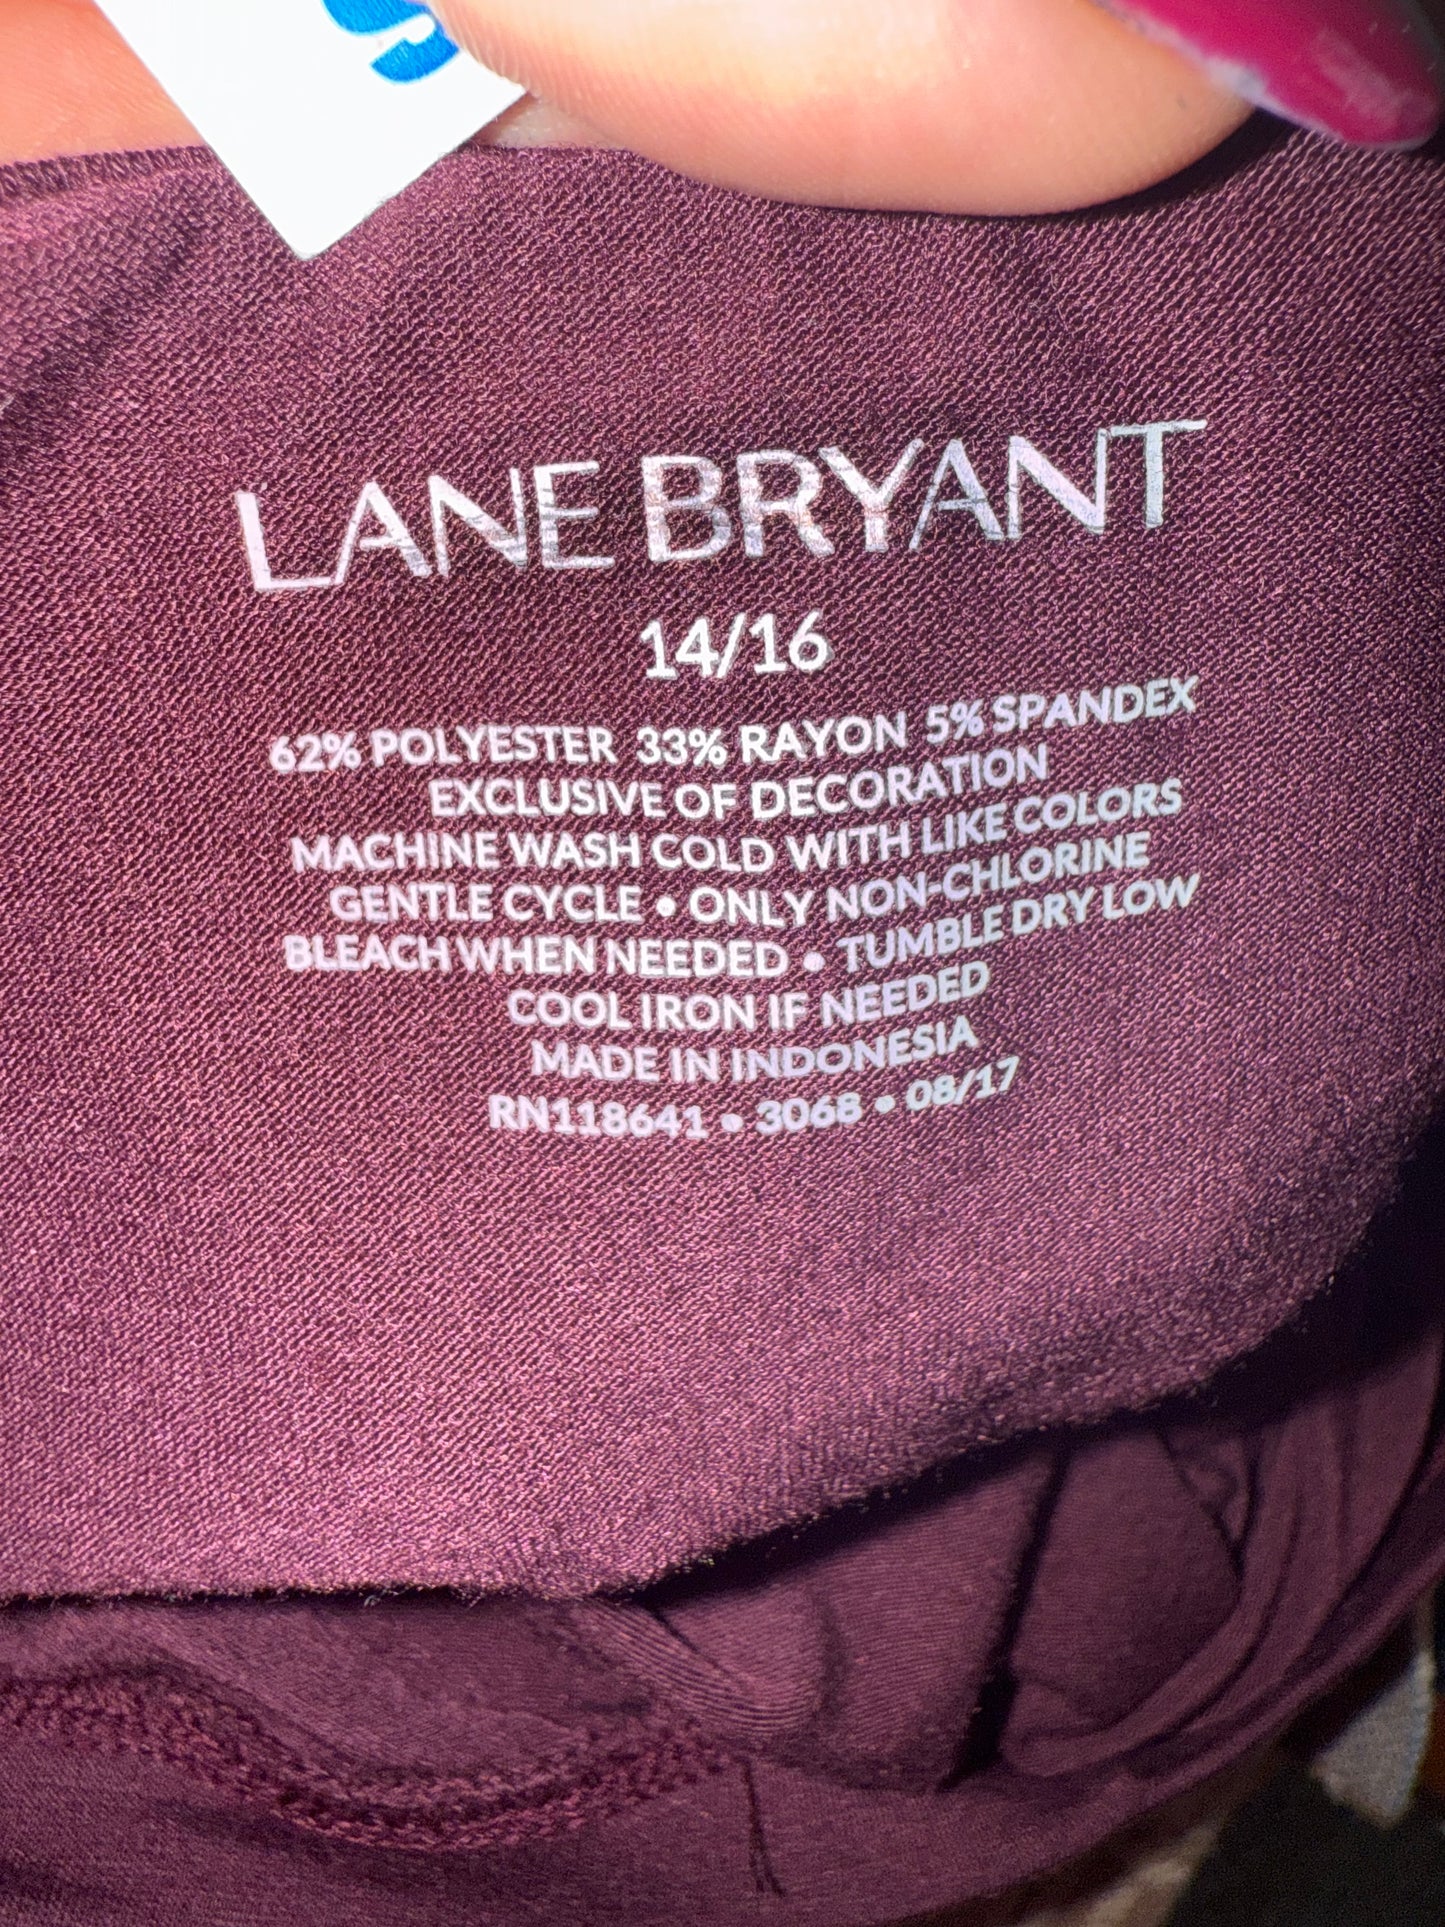 LANE BRYANT
14/16
62% POLYESTER 33% RAYON 5% SPANDEX
EXCLUSIVE OF DECORATION
MACHINE WASH COLD WITH LIKE COLORS
GENTLE CYCLE • ONLY NON-CHLORINE
BLEACH WHEN NEEDED • TUMBLE DRY LOW
COOL IRON IF NEEDED
MADE IN INDONESIA
RN118641 • 3068 • 08/17